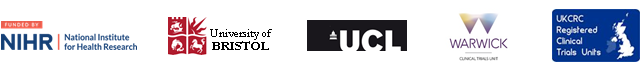 FUNDED BY
NIHR | National Institute
for Health Research
University of
BRISTOL
UCL
WARWICK
CLINICAL TRIALS UNIT
UKCRC
Registered
Clinical
Trials Units